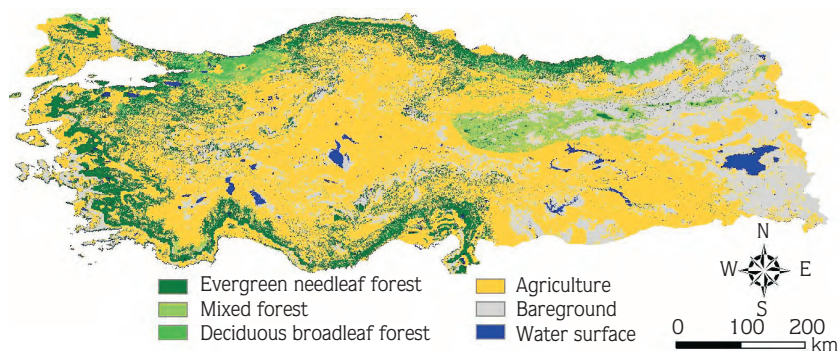 N
W E
S
Evergreen needleaf forest
Mixed forest
Deciduous broadleaf forest
Agriculture
Bareground
Water surface
0 100 200
km